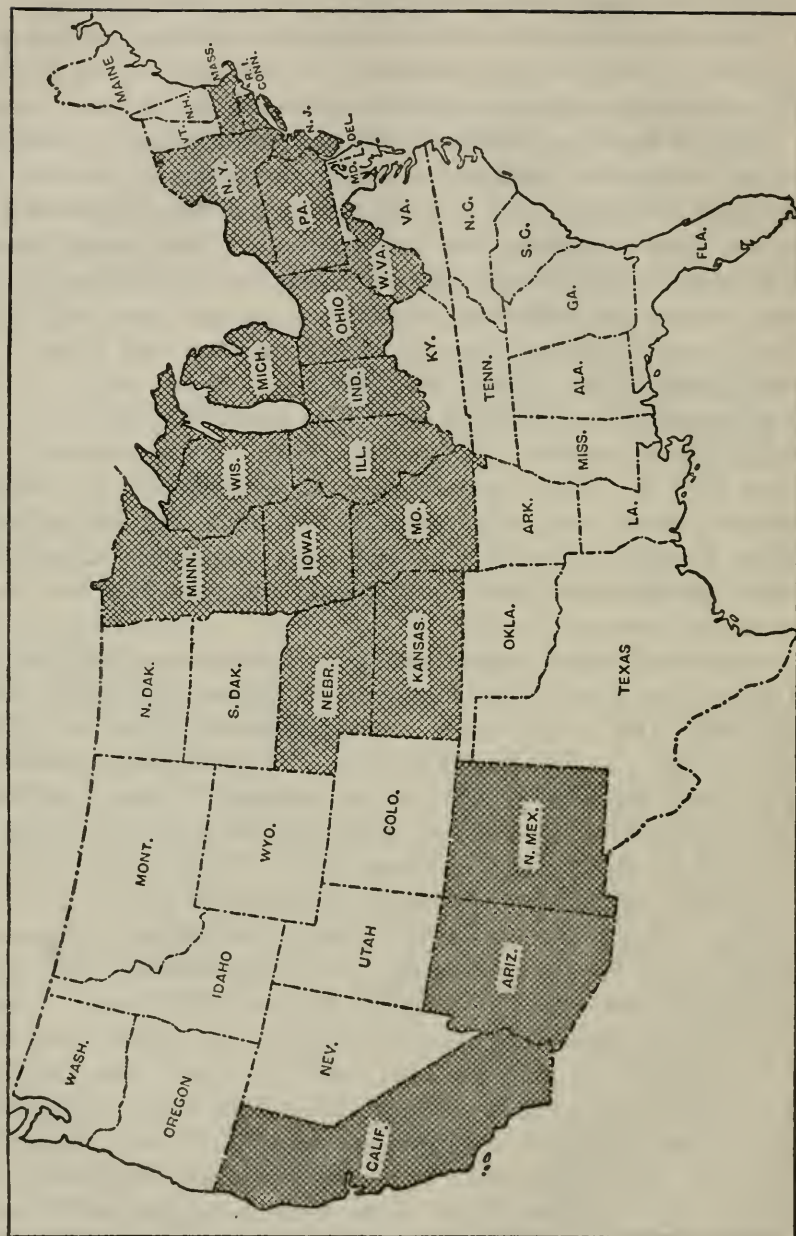 WASH.
OREGON
CALIF.
NEV.
IDAHO
MONT.
WYO.
UTAH
ARIZ.
COLO.
N. MEX.
N. DAK.
S. DAK.
NEBR.
KANSAS.
OKLA.
TEXAS
MINN.
IOWA
MO.
ARK.
LA.
WIS.
ILL.
MICH.
IND.
OHIO
KY.
TENN.
MISS.
ALA.
GA.
FLA.
S. C.
N. C.
VA.
W. VA.
PA.
N. Y.
MD.
DEL.
N. J.
CONN.
R. I.
MASS.
VT.
N. H.
MAINE